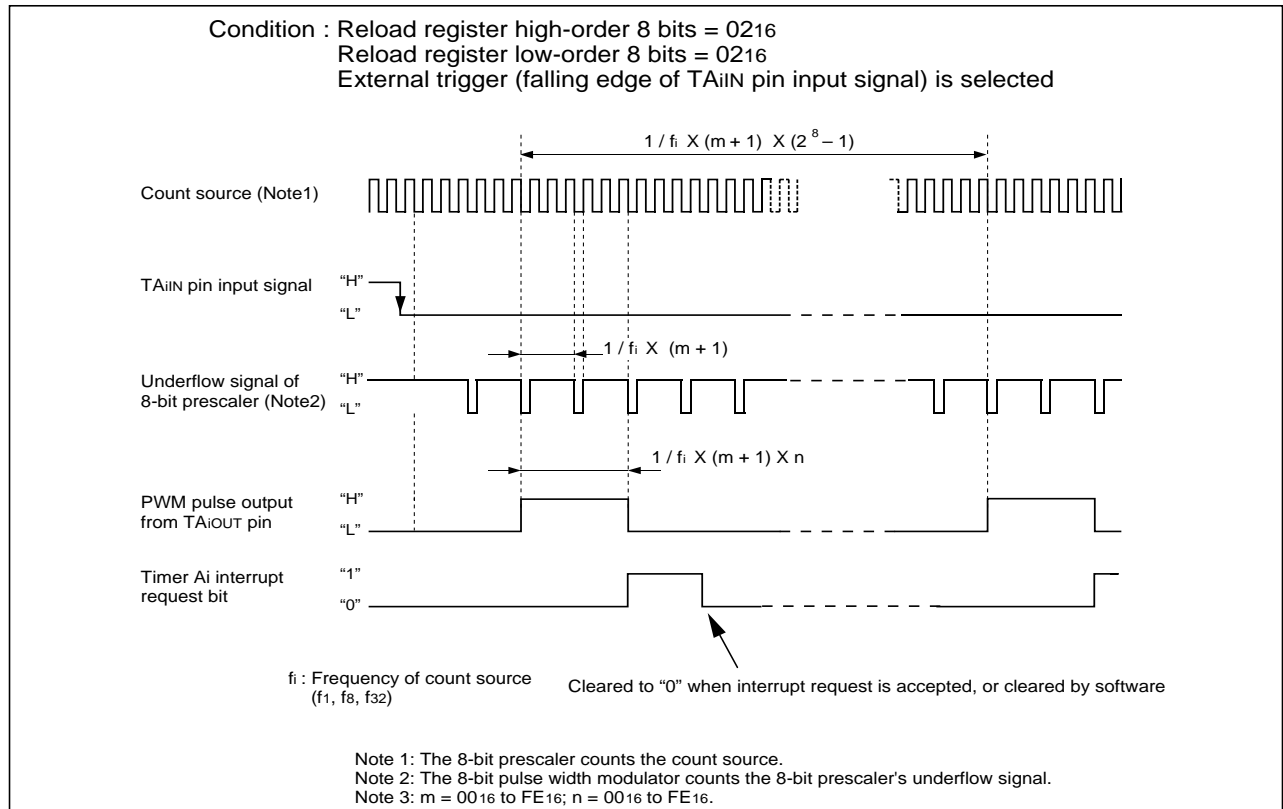 Condition : Reload register high-order 8 bits = 0216
Reload register low-order 8 bits = 0216
External trigger (falling edge of TAiIN pin input signal) is selected
1 / fi X (m + 1) X (2 8 – 1)
Count source (Note1)
TAiIN pin input signal
“H”
“L”
1 / fi X (m + 1)
Underflow signal of
8-bit prescaler (Note2)
“H”
“L”
1 / fi X (m + 1) X n
PWM pulse output
from TAiOUT pin
“H”
“L”
Timer Ai interrupt
request bit
“1”
“0”
fi : Frequency of count source
(f1, f8, f32)
Cleared to “0” when interrupt request is accepted, or cleared by software
Note 1: The 8-bit prescaler counts the count source.
Note 2: The 8-bit pulse width modulator counts the 8-bit prescaler's underflow signal.
Note 3: m = 0016 to FE16; n = 0016 to FE16.